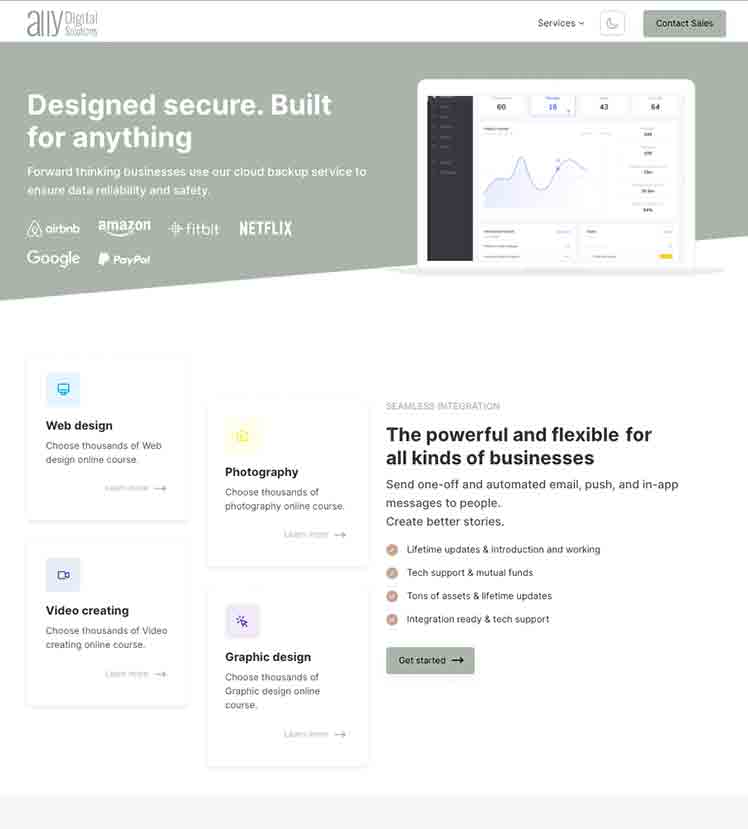 ally Digital
Solutions
Services
Contact Sales
Designed secure. Built
for anything
Forward thinking businesses use our cloud backup service to
ensure data reliability and safety.
airbnb amazon fitbit NETFLIX
Google PayPal
60 16 43 64
Web design
Choose thousands of Web
design online course.
Learn more
Photography
Choose thousands of
photography online course.
Learn more
Video creating
Choose thousands of Video
creating online course.
Learn more
Graphic design
Choose thousands of
Graphic design online
course.
Learn more
SEAMLESS INTEGRATION
The powerful and flexible for
all kinds of businesses
Send one-off and automated email, push, and in-app
messages to people.
Create better stories.
Lifetime updates & introduction and working
Tech support & mutual funds
Tons of assets & lifetime updates
Integration ready & tech support
Get started